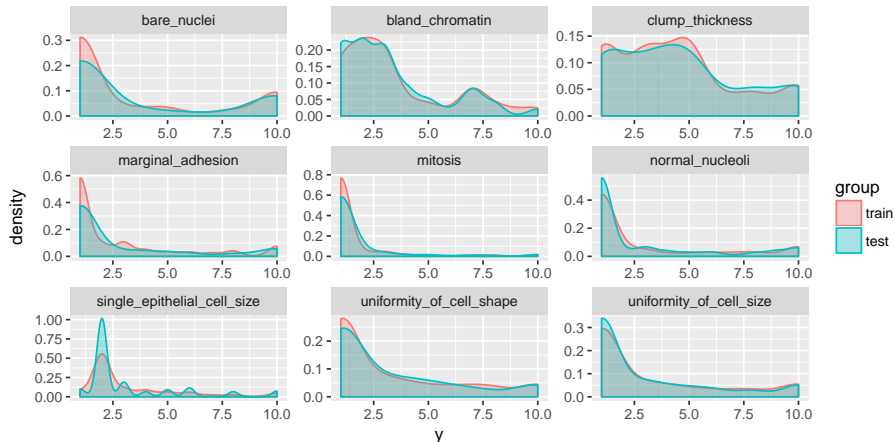 bare_nuclei
bland_chromatin
clump_thickness
0.3
0.2
0.1
0.0
0.20
0.15
0.10
0.05
0.00
0.15
0.10
0.05
0.00
2.5 5.0 7.5 10.0
2.5 5.0 7.5 10.0
2.5 5.0 7.5 10.0
marginal_adhesion
mitosis
normal_nucleoli
0.6
0.4
0.2
0.0
0.8
0.6
0.4
0.2
0.0
0.4
0.2
0.0
2.5 5.0 7.5 10.0
2.5 5.0 7.5 10.0
2.5 5.0 7.5 10.0
single_epithelial_cell_size
uniformity_of_cell_shape
uniformity_of_cell_size
1.00
0.75
0.50
0.25
0.00
0.2
0.1
0.0
0.3
0.2
0.1
0.0
2.5 5.0 7.5 10.0
2.5 5.0 7.5 10.0
2.5 5.0 7.5 10.0
density
y
group
train
test